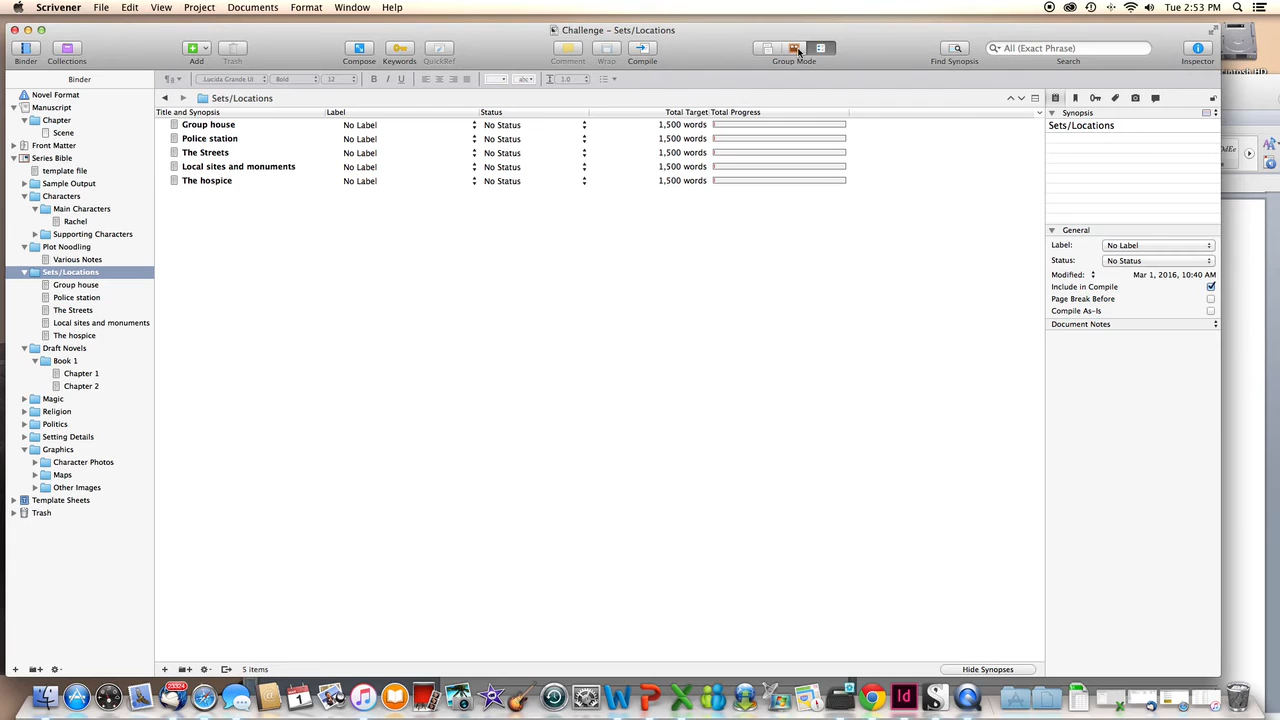 Scrivener File Edit View Project Documents Format Window Help Tue 2:53 PM
Challenge - Sets/Locations
Binder Collections Add Trash Compose Keywords QuickRef Comment Wrap Compile Group Mode Find Synopsis All (Exact Phrase) Search Inspector
Binder
Lucida Grande UI Bold 12 B I U abc 1.0
Novel Format
Manuscript
Chapter
Scene
Front Matter
Series Bible
template file
Sample Output
Characters
Main Characters
Rachel
Supporting Characters
Plot Noodling
Various Notes
Sets/Locations
Group house
Police station
The Streets
Local sites and monuments
The hospice
Draft Novels
Book 1
Chapter 1
Chapter 2
Magic
Religion
Politics
Setting Details
Graphics
Character Photos
Maps
Other Images
Template Sheets
Trash
Sets/Locations
Title and Synopsis Label Status Total Target Total Progress
Group house No Label No Status 1,500 words
Police station No Label No Status 1,500 words
The Streets No Label No Status 1,500 words
Local sites and monuments No Label No Status 1,500 words
The hospice No Label No Status 1,500 words
5 items Hide Synopses
Synopsis
Sets/Locations
General
Label: No Label
Status: No Status
Modified: Mar 1, 2016, 10:40 AM
Include in Compile
Page Break Before
Compile As-Is
Document Notes